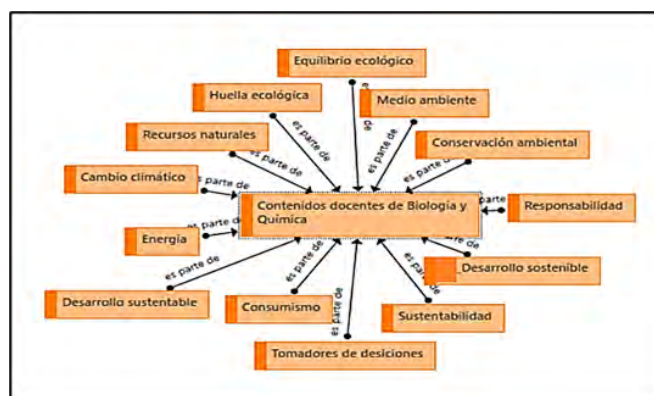 Equilibrio ecológico
Huella ecológica
Medio ambiente
Recursos naturales
Conservación ambiental
Cambio climático
Contenidos docentes de Biología y
Química
Responsabilidad
Energía
Desarrollo sostenible
Desarrollo sustentable
Consumismo
Sustentabilidad
Tomadores de desiciones
es parte de
es parte de
es parte de
es parte de
es parte de
es parte de
es parte de
es parte de
es parte de
es parte de